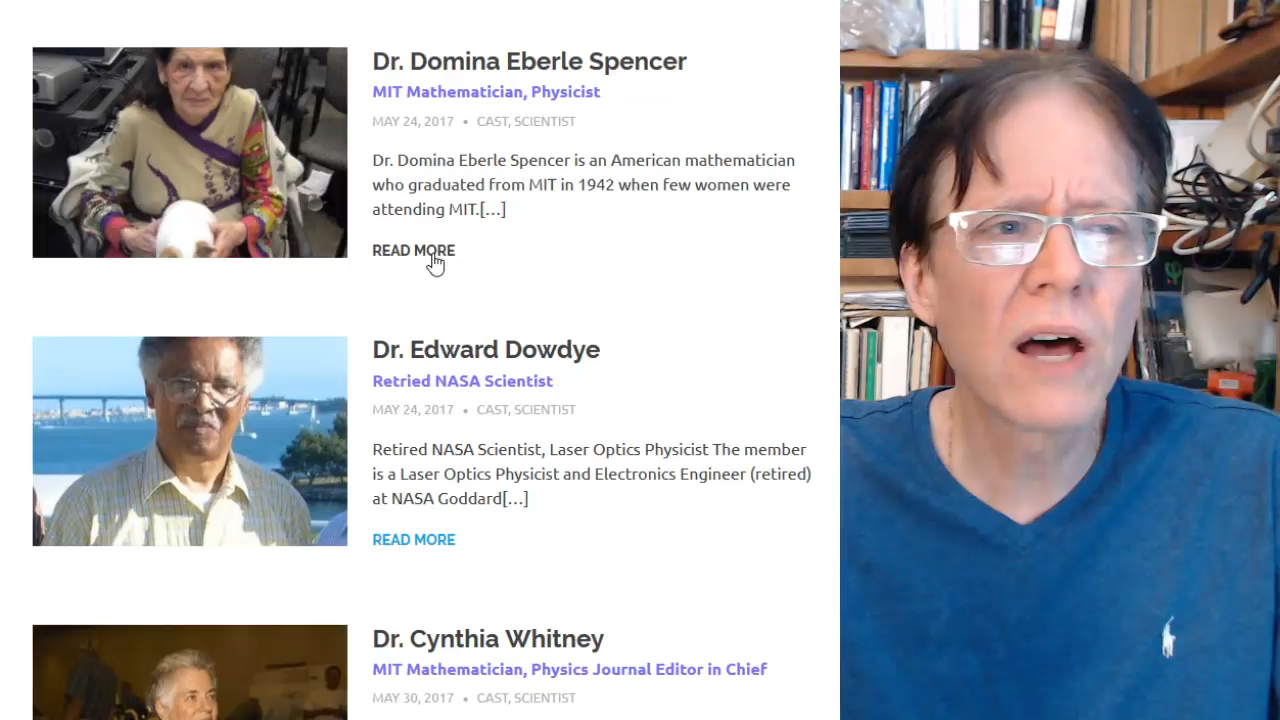 Dr. Domina Eberle Spencer
MIT Mathematician, Physicist
MAY 24, 2017 • CAST, SCIENTIST
Dr. Domina Eberle Spencer is an American mathematician
who graduated from MIT in 1942 when few women were
attending MIT.[…]
READ MORE
Dr. Edward Dowdye
Retried NASA Scientist
MAY 24, 2017 • CAST, SCIENTIST
Retired NASA Scientist, Laser Optics Physicist The member
is a Laser Optics Physicist and Electronics Engineer (retired)
at NASA Goddard[…]
READ MORE
Dr. Cynthia Whitney
MIT Mathematician, Physics Journal Editor in Chief
MAY 30, 2017 • CAST, SCIENTIST